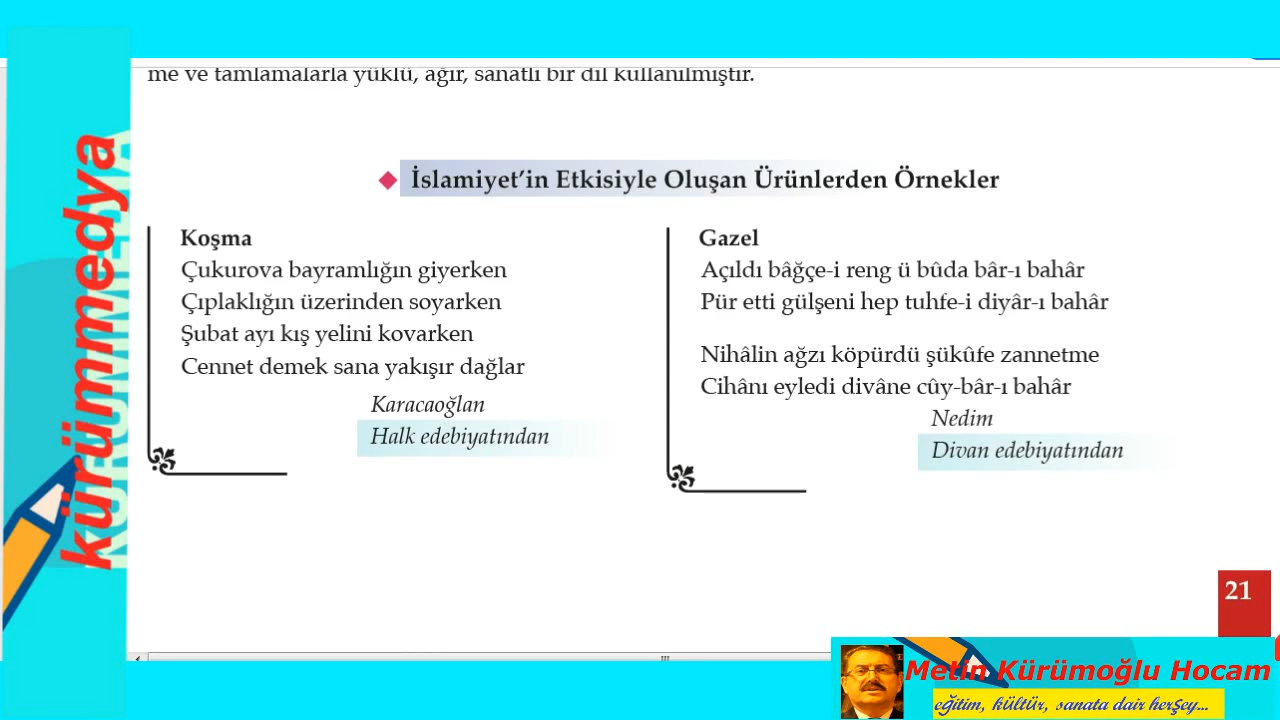 me ve tamlamalarla yüklü, ağır, sanatlı bir dil kullanılmıştır.
İslamiyet’in Etkisiyle Oluşan Ürünlerden Örnekler
Koşma
Çukurova bayramlığın giyerken
Çıplaklığın üzerinden soyarken
Şubat ayı kış yelini kovarken
Cennet demek sana yakışır dağlar
Karacaoğlan
Halk edebiyatından
Gazel
Açıldı bâğçe-i reng ü bûda bâr-ı bahâr
Pür etti gülşeni hep tuhfe-i diyâr-ı bahâr
Nihâlin ağzı köpürdü şükûfe zannetme
Cihânı eyledi divâne cûy-bâr-ı bahâr
Nedim
Divan edebiyatından
21
kürümmedya
Metin Kürümoğlu Hocam
eğitim, kültür, sanata dair herşey...